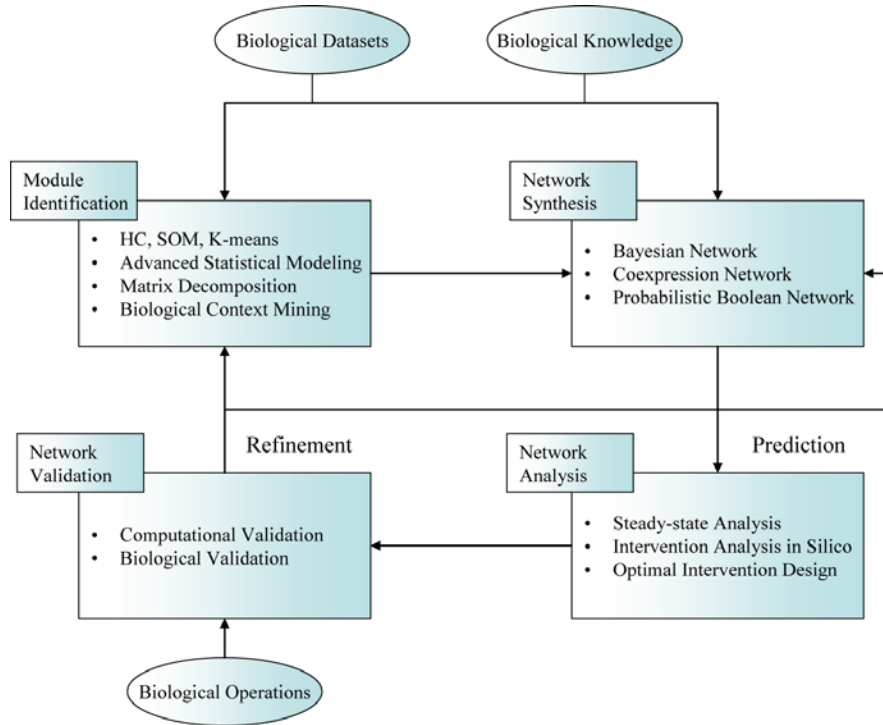 Biological Datasets
Biological Knowledge
Module
Identification
• HC, SOM, K-means
• Advanced Statistical Modeling
• Matrix Decomposition
• Biological Context Mining
Network
Synthesis
• Bayesian Network
• Coexpression Network
• Probabilistic Boolean Network
Network
Validation
Refinement
• Computational Validation
• Biological Validation
Network
Analysis
Prediction
• Steady-state Analysis
• Intervention Analysis in Silico
• Optimal Intervention Design
Biological Operations